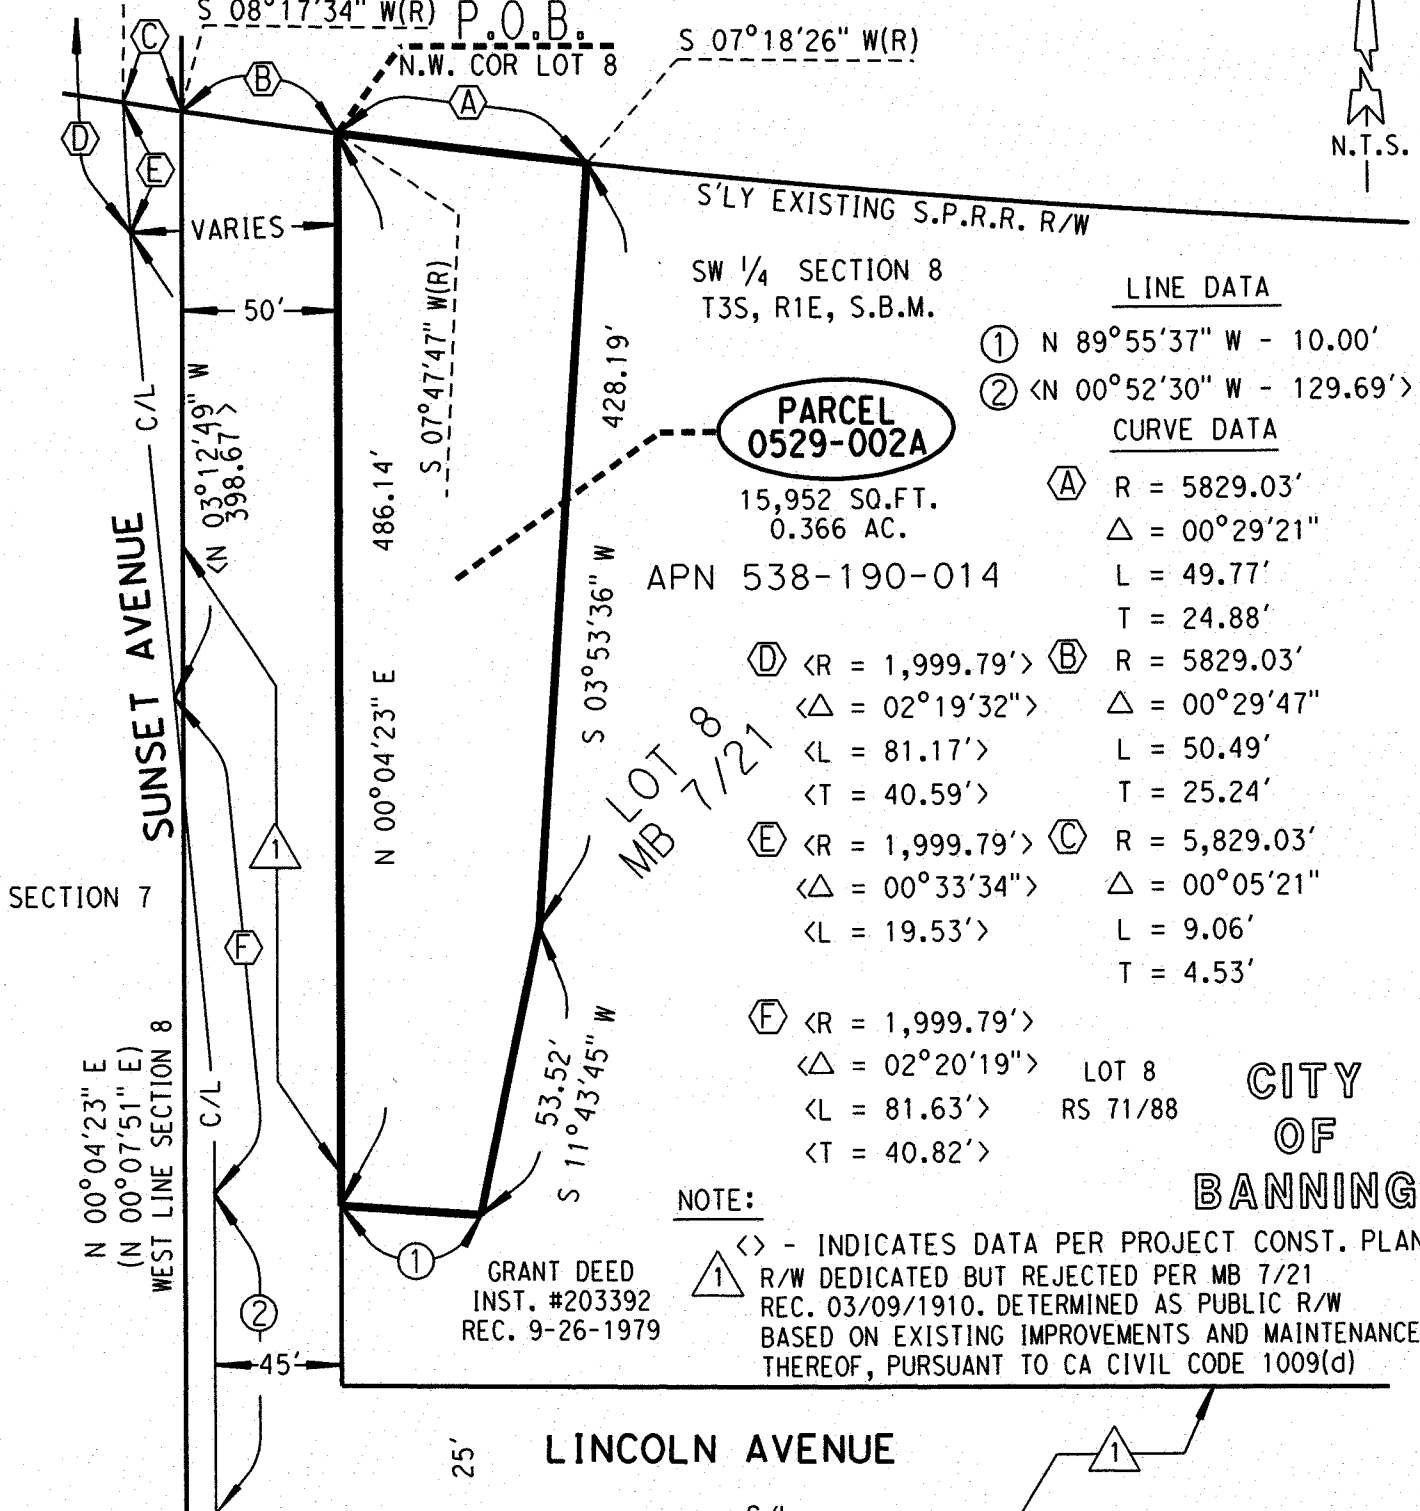 S 08°17'34" W(R)
P.O.B.
N.W. COR LOT 8
S 07°18'26" W(R)
C
B
A
D
E
N
N.T.S.
S'LY EXISTING S.P.R.R. R/W
VARIES
50'
SW 1/4 SECTION 8
T3S, R1E, S.B.M.
LINE DATA
1 N 89°55'37" W - 10.00'
2 <N 00°52'30" W - 129.69'>
CURVE DATA
A R = 5829.03'
△ = 00°29'21"
L = 49.77'
T = 24.88'
B R = 5829.03'
△ = 00°29'47"
L = 50.49'
T = 25.24'
C R = 5,829.03'
△ = 00°05'21"
L = 9.06'
T = 4.53'
D <R = 1,999.79'>
<△ = 02°19'32">
<L = 81.17'>
<T = 40.59'>
E <R = 1,999.79'>
<△ = 00°33'34">
<L = 19.53'>
F <R = 1,999.79'>
<△ = 02°20'19">
<L = 81.63'>
<T = 40.82'>
PARCEL
0529-002A
15,952 SQ.FT.
0.366 AC.
APN 538-190-014
S 07°47'47" W(R)
428.19'
S 03°53'36" W
486.14'
N 00°04'23" E
C/L
<N 03°12'49" W
398.67'>
SUNSET AVENUE
LOT 8
MB 7/21
1
SECTION 7
F
N 00°04'23" E
(N 00°07'51" E)
WEST LINE SECTION 8
C/L
53.52'
S 11°43'45" W
LOT 8
RS 71/88
CITY
OF
BANNING
1
2
45'
GRANT DEED
INST. #203392
REC. 9-26-1979
NOTE:
<> - INDICATES DATA PER PROJECT CONST. PLAN
1 R/W DEDICATED BUT REJECTED PER MB 7/21
REC. 03/09/1910. DETERMINED AS PUBLIC R/W
BASED ON EXISTING IMPROVEMENTS AND MAINTENANCE
THEREOF, PURSUANT TO CA CIVIL CODE 1009(d)
25'
LINCOLN AVENUE
1